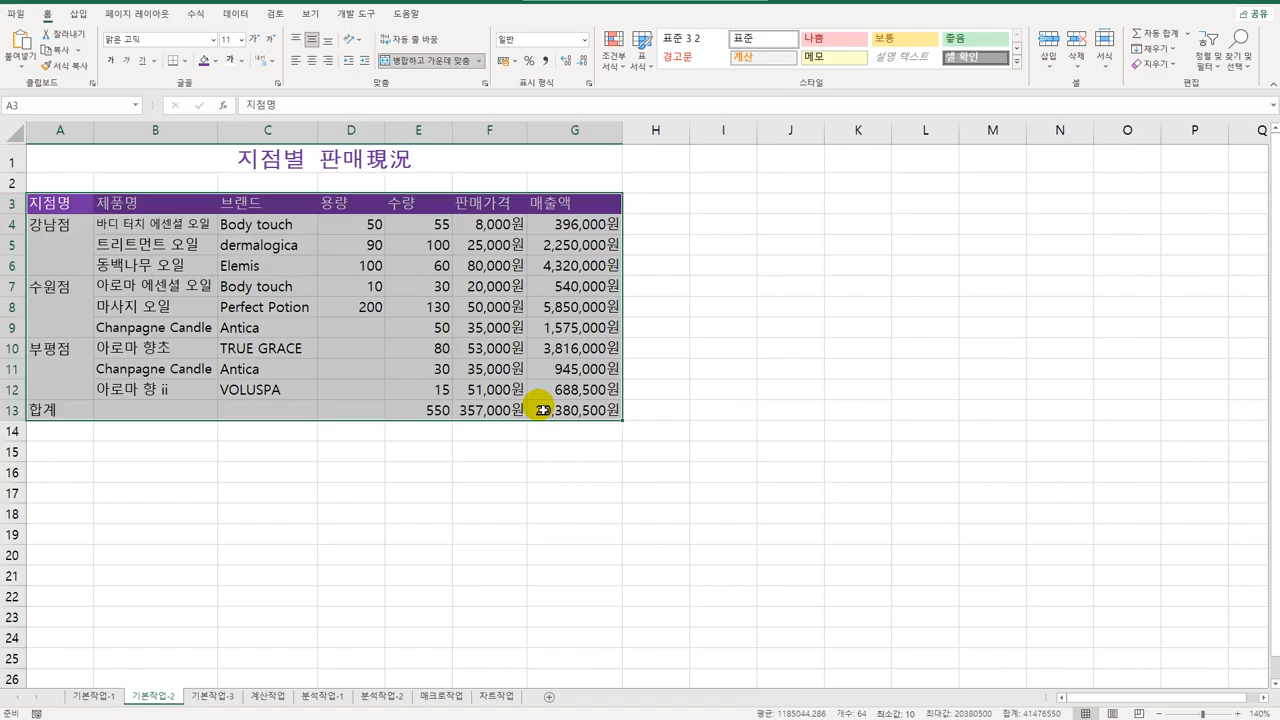 파일 홈 삽입 페이지 레이아웃 수식 데이터 검토 보기 개발 도구 도움말 공유
붙여넣기 잘라내기 복사 서식 복사 클립보드
맑은 고딕 11 가 가 가 가 가 가 가 글꼴
자동 줄 바꿈 병합하고 가운데 맞춤 맞춤
일반 % 표시 형식
조건부 서식 표 서식 표준 3 2 표준 나쁨 보통 좋음
경고문 계산 메모 설명 텍스트 셀 확인 스타일
삽입 삭제 서식 셀
자동 합계 채우기 지우기 정렬 및 필터 찾기 및 선택 편집
A3 fx 지점명
A B C D E F G H I J K L M N O P Q
1 지점별 판매現況
2
3 지점명 제품명 브랜드 용량 수량 판매가격 매출액
4 강남점 바디 터치 에센셜 오일 Body touch 50 55 8,000원 396,000원
5 트리트먼트 오일 dermalogica 90 100 25,000원 2,250,000원
6 동백나무 오일 Elemis 100 60 80,000원 4,320,000원
7 수원점 아로마 에센셜 오일 Body touch 10 30 20,000원 540,000원
8 마사지 오일 Perfect Potion 200 130 50,000원 5,850,000원
9 Chanpagne Candle Antica 50 35,000원 1,575,000원
10 부평점 아로마 향초 TRUE GRACE 80 53,000원 3,816,000원
11 Chanpagne Candle Antica 30 35,000원 945,000원
12 아로마 향 ii VOLUSPA 15 51,000원 688,500원
13 합계 550 357,000원 20,380,500원
14
15
16
17
18
19
20
21
22
23
24
25
26
기본작업-1 기본작업-2 기본작업-3 계산작업 분석작업-1 분석작업-2 매크로작업 차트작업
준비 평균: 1185044.286 개수: 64 최소값: 10 최대값: 20380500 합계: 41476550 140%